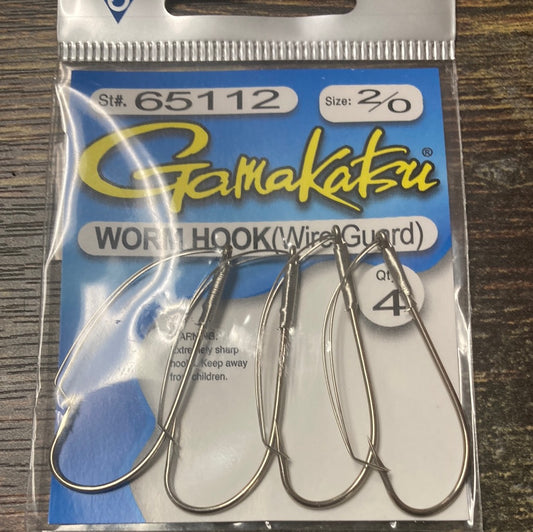 St#. 65112 Size: 2/0
Gamakatsu®
WORM HOOK (Wire Guard)
Qty
4
WARNING,
Extremely sharp
hooks. Keep away
from children.